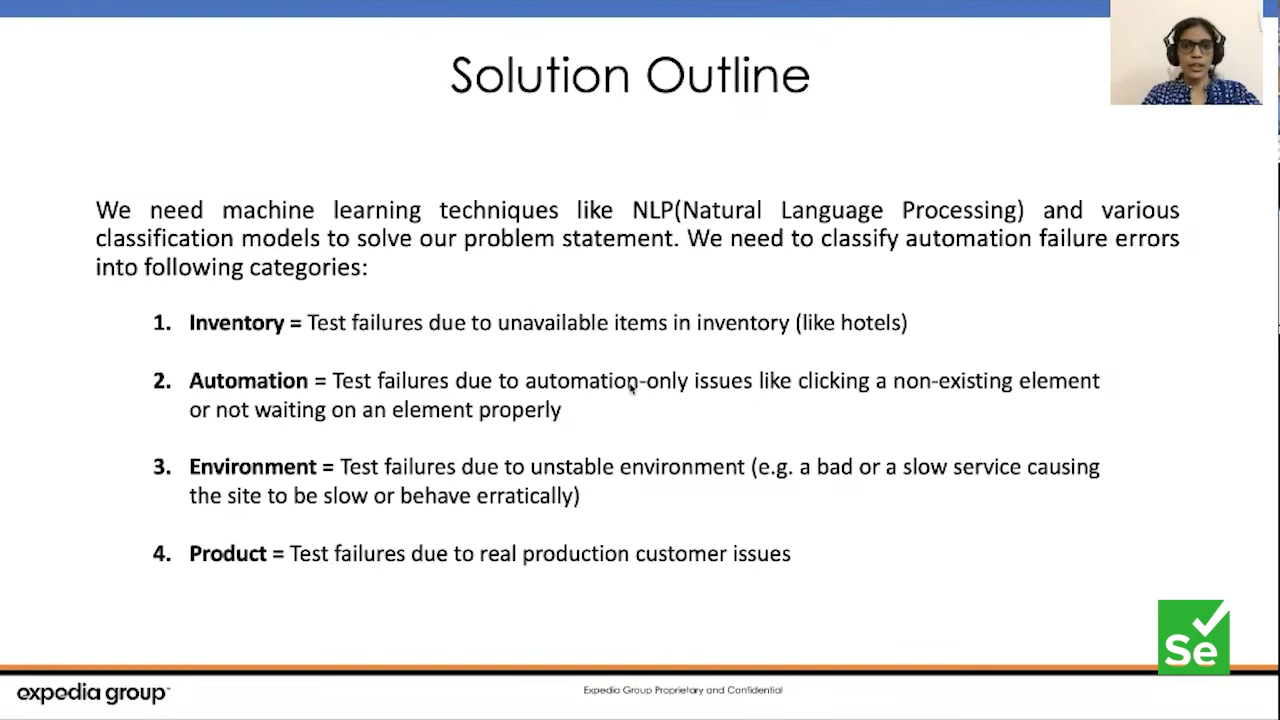 Solution Outline
We need machine learning techniques like NLP(Natural Language Processing) and various
classification models to solve our problem statement. We need to classify automation failure errors
into following categories:
1. Inventory = Test failures due to unavailable items in inventory (like hotels)
2. Automation = Test failures due to automation-only issues like clicking a non-existing element
or not waiting on an element properly
3. Environment = Test failures due to unstable environment (e.g. a bad or a slow service causing
the site to be slow or behave erratically)
4. Product = Test failures due to real production customer issues
Se
expedia group™
Expedia Group Proprietary and Confidential